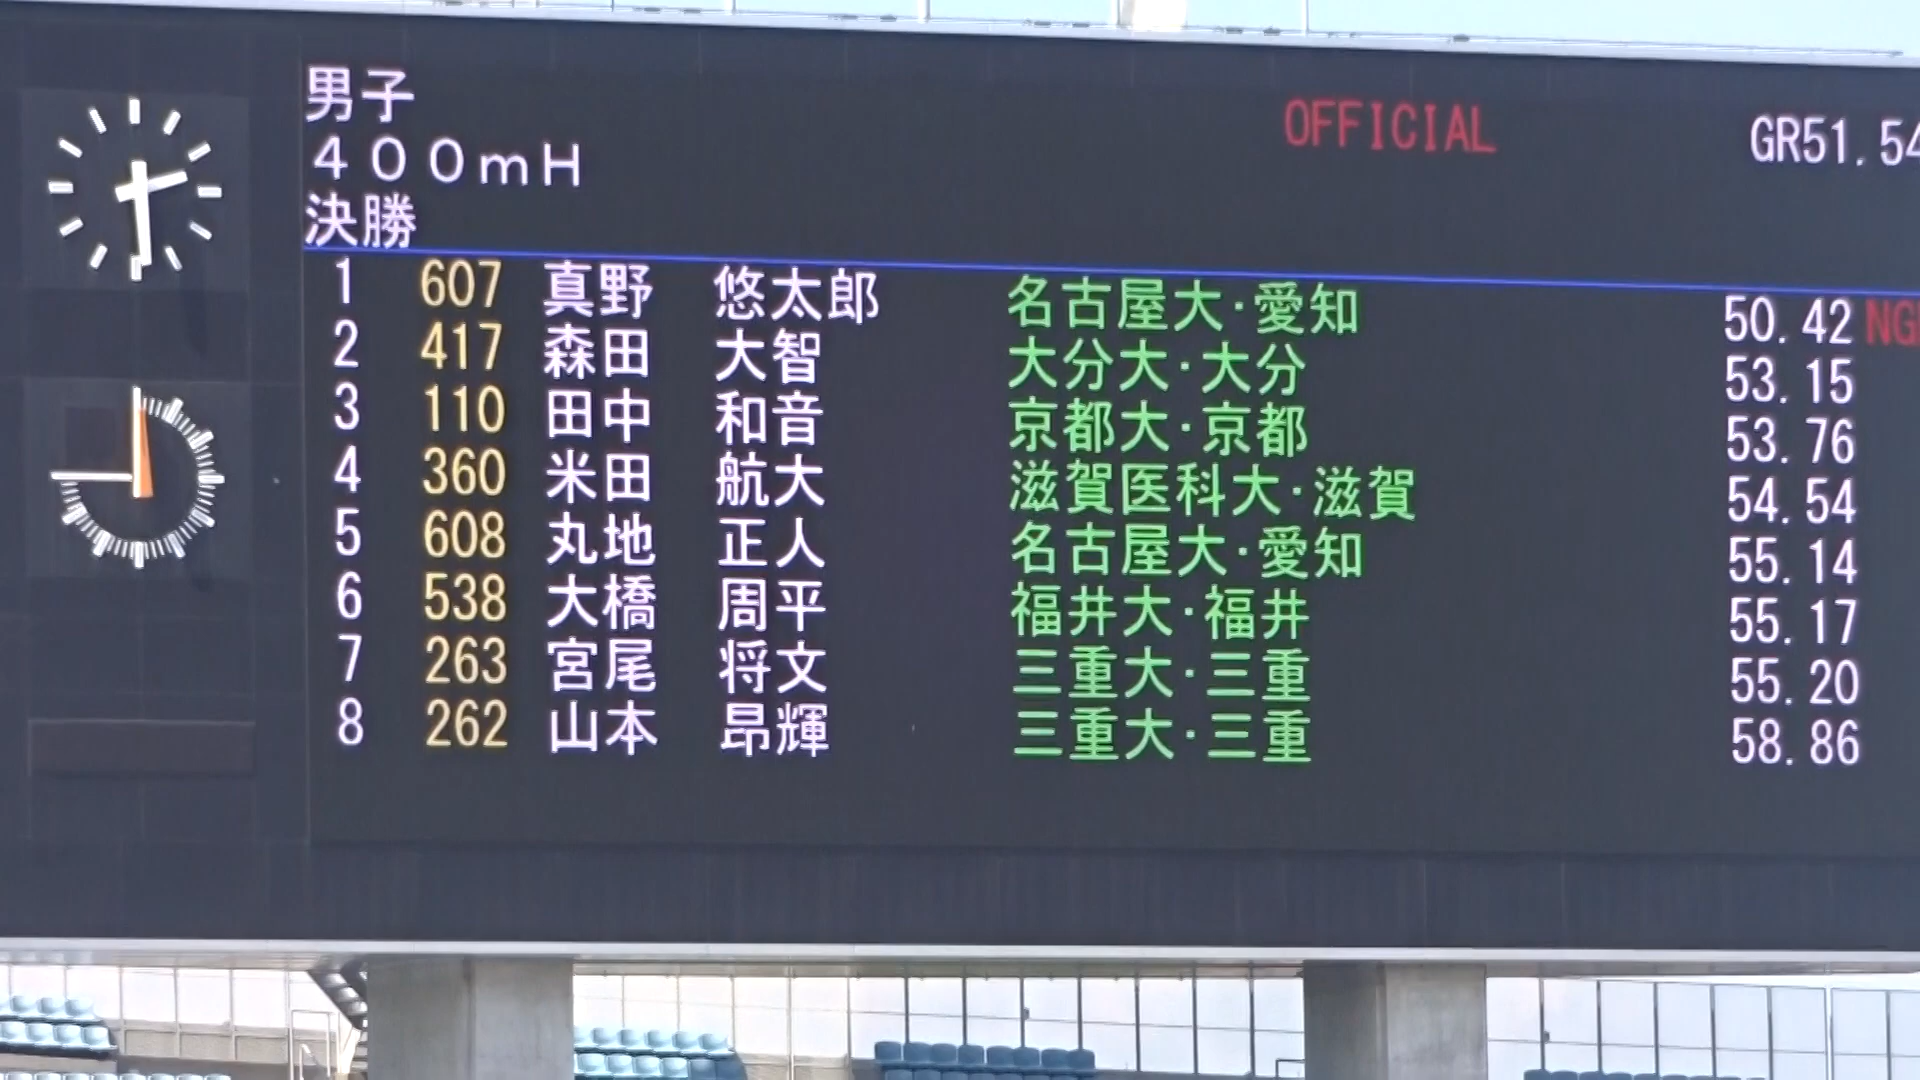 男子
OFFICIAL GR51.54
４００ｍＨ
決勝
1 607 真野 悠太郎 名古屋大・愛知 50.42 NG
2 417 森田 大智 大分大・大分 53.15
3 110 田中 和音 京都大・京都 53.76
4 360 米田 航大 滋賀医科大・滋賀 54.54
5 608 丸地 正人 名古屋大・愛知 55.14
6 538 大橋 周平 福井大・福井 55.17
7 263 宮尾 将文 三重大・三重 55.20
8 262 山本 昂輝 三重大・三重 58.86